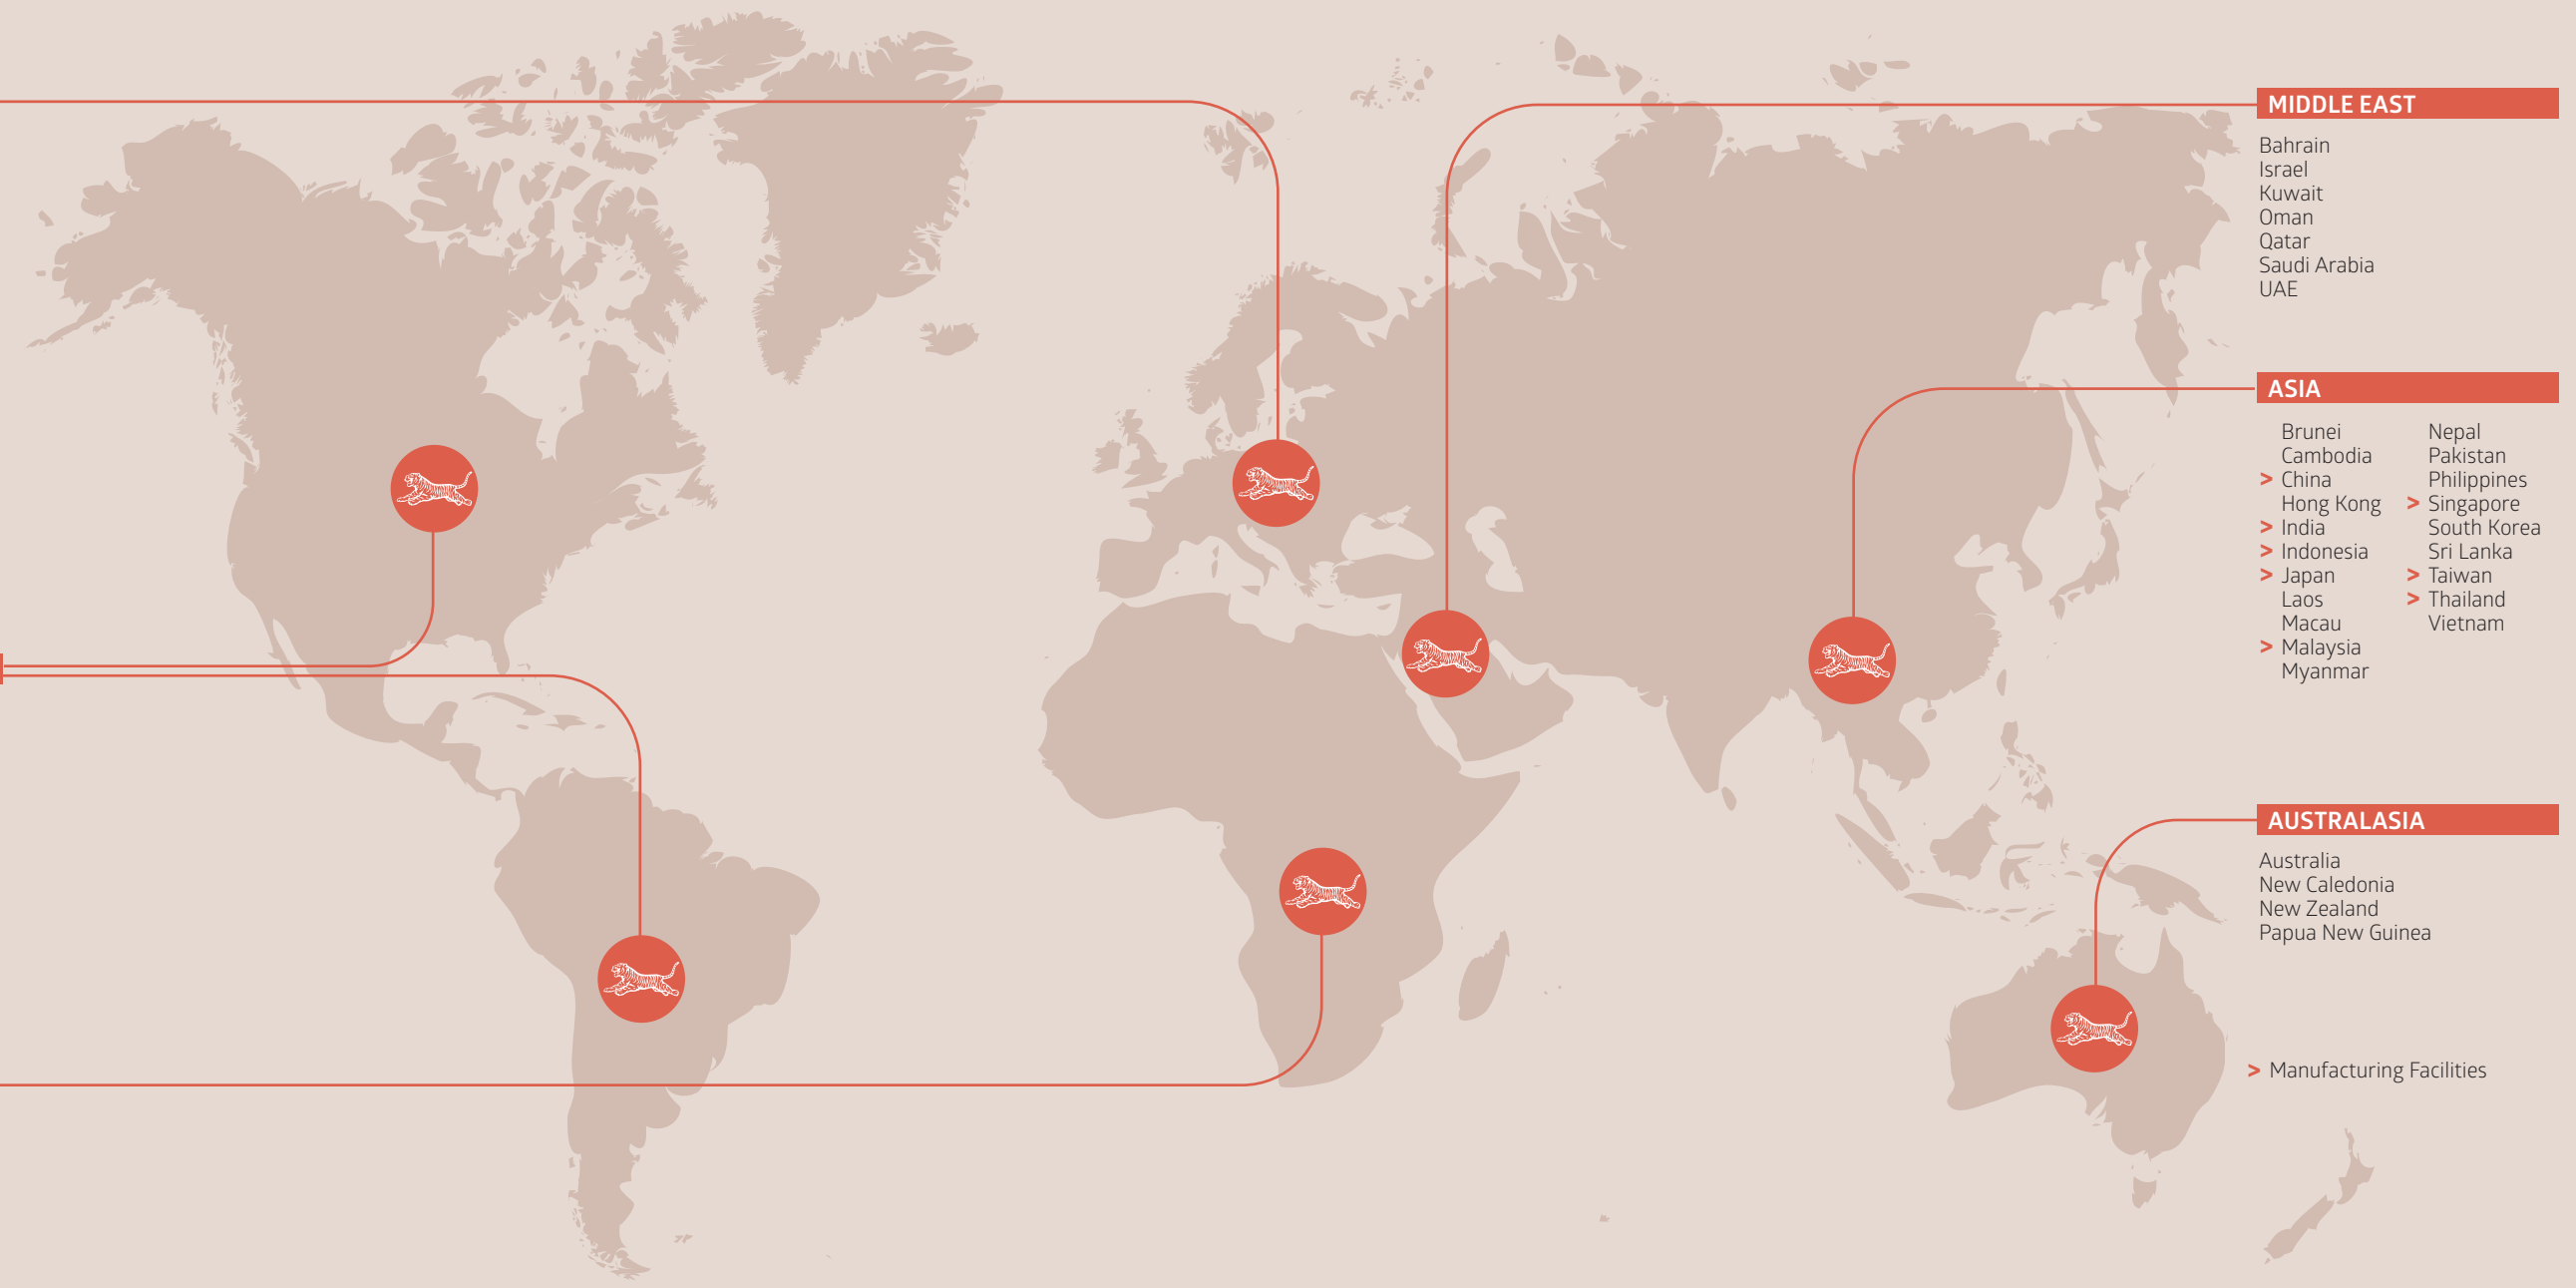 MIDDLE EAST
Bahrain
Israel
Kuwait
Oman
Qatar
Saudi Arabia
UAE
ASIA
Brunei
Cambodia
> China
Hong Kong
> India
> Indonesia
> Japan
Laos
Macau
> Malaysia
Myanmar
Nepal
Pakistan
Philippines
> Singapore
South Korea
Sri Lanka
> Taiwan
> Thailand
Vietnam
AUSTRALASIA
Australia
New Caledonia
New Zealand
Papua New Guinea
> Manufacturing Facilities